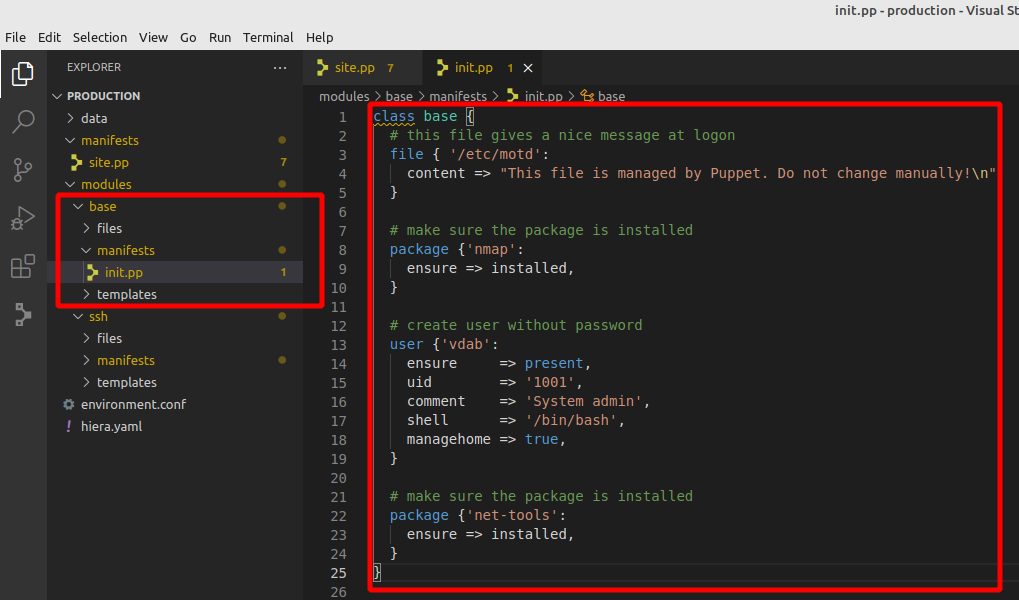 init.pp - production - Visual St
File Edit Selection View Go Run Terminal Help
EXPLORER ...
PRODUCTION
data
manifests
site.pp 7
modules
base
files
manifests
init.pp 1
templates
ssh
files
manifests
templates
environment.conf
! hiera.yaml
site.pp 7 init.pp 1
modules > base > manifests > init.pp > base
1 class base {
2 # this file gives a nice message at logon
3 file { '/etc/motd':
4 content => "This file is managed by Puppet. Do not change manually!\n"
5 }
6
7 # make sure the package is installed
8 package {'nmap':
9 ensure => installed,
10 }
11
12 # create user without password
13 user {'vdab':
14 ensure => present,
15 uid => '1001',
16 comment => 'System admin',
17 shell => '/bin/bash',
18 managehome => true,
19 }
20
21 # make sure the package is installed
22 package {'net-tools':
23 ensure => installed,
24 }
25 }
26